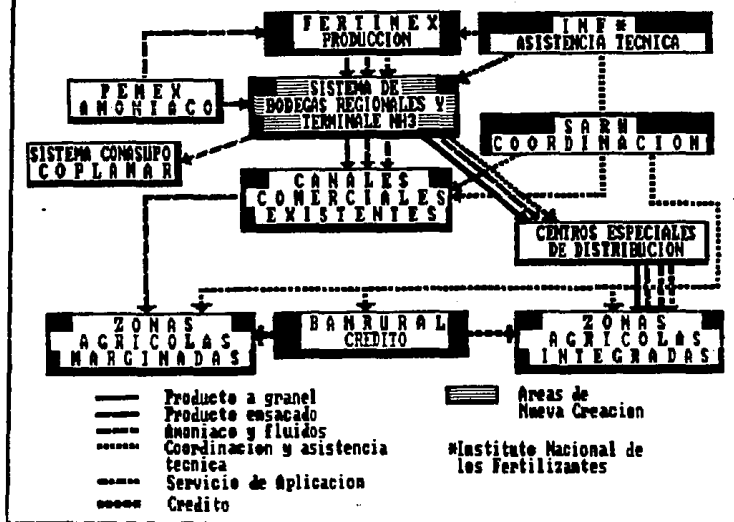 FERTIMEX
PRODUCCION
INF*
ASISTENCIA TECNICA
PEMEX
AMONIACO
SISTEMA DE
BODEGAS REGIONALES Y
TERMINALE NH3
SARH
COORDINACION
SISTEMA CONASUPO
COPLAMAR
CANALES
COMERCIALES
EXISTENTES
CENTROS ESPECIALES
DE DISTRIBUCION
ZONAS
AGRICOLAS
MARGINADAS
BANRURAL
CREDITO
ZONAS
AGRICOLAS
INTEGRADAS
Producto a granel
Producto ensacado
Amoniaco y fluidos
Coordinacion y asistencia
tecnica
Servicio de Aplicacion
Credito
Areas de
Nueva Creacion
*Instituto Nacional de
los Fertilizantes